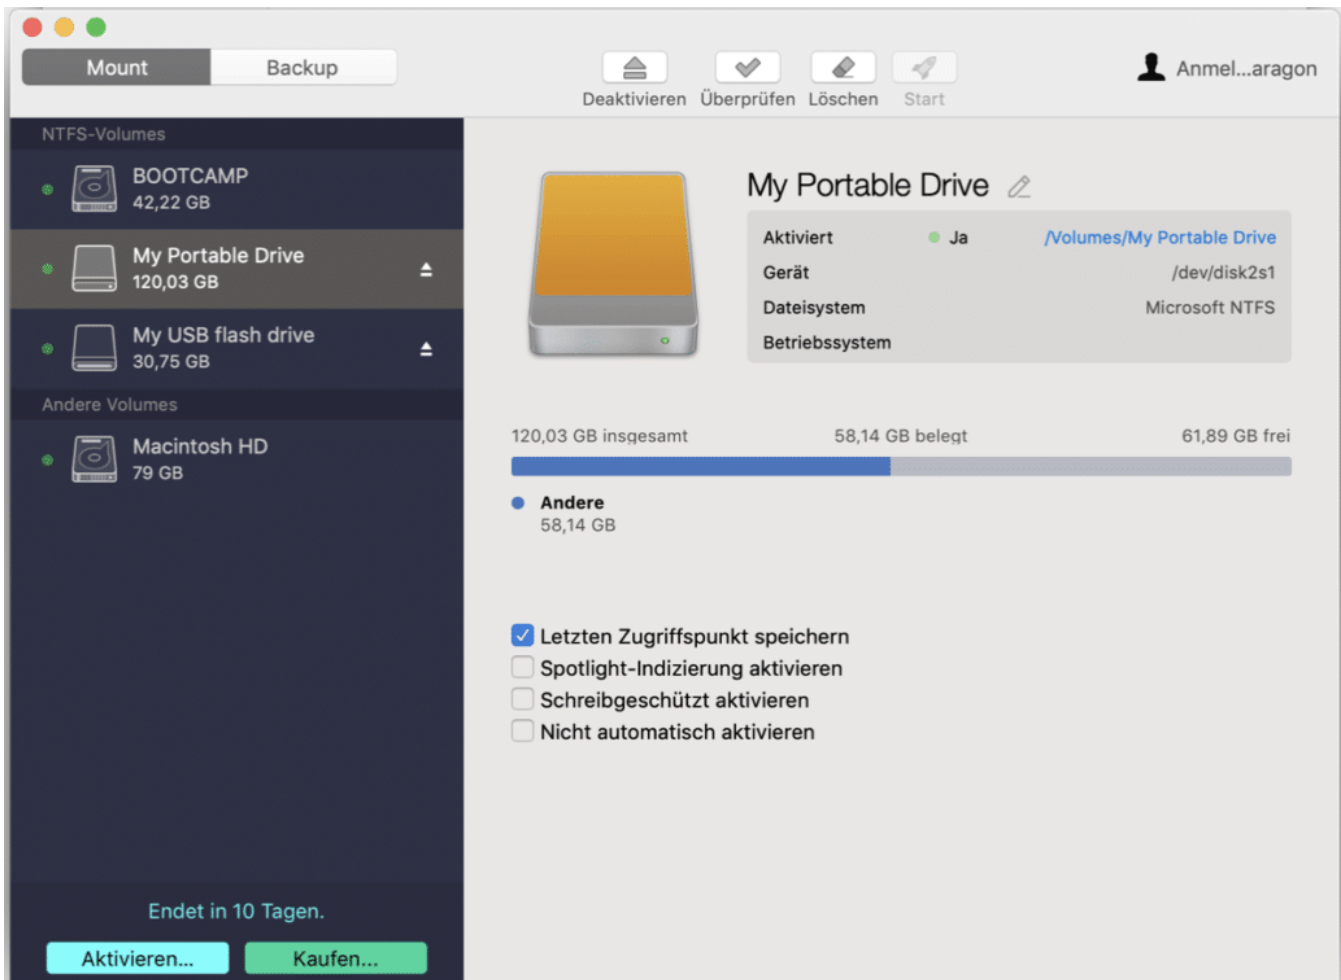 Mount
Backup
Deaktivieren
Überprüfen
Löschen
Start
Anmel...aragon
NTFS-Volumes
BOOTCAMP
42,22 GB
My Portable Drive
120,03 GB
My USB flash drive
30,75 GB
Andere Volumes
Macintosh HD
79 GB
Endet in 10 Tagen.
Aktivieren...
Kaufen...
My Portable Drive
Aktiviert Ja /Volumes/My Portable Drive
Gerät /dev/disk2s1
Dateisystem Microsoft NTFS
Betriebssystem
120,03 GB insgesamt 58,14 GB belegt 61,89 GB frei
Andere
58,14 GB
Letzten Zugriffspunkt speichern
Spotlight-Indizierung aktivieren
Schreibgeschützt aktivieren
Nicht automatisch aktivieren